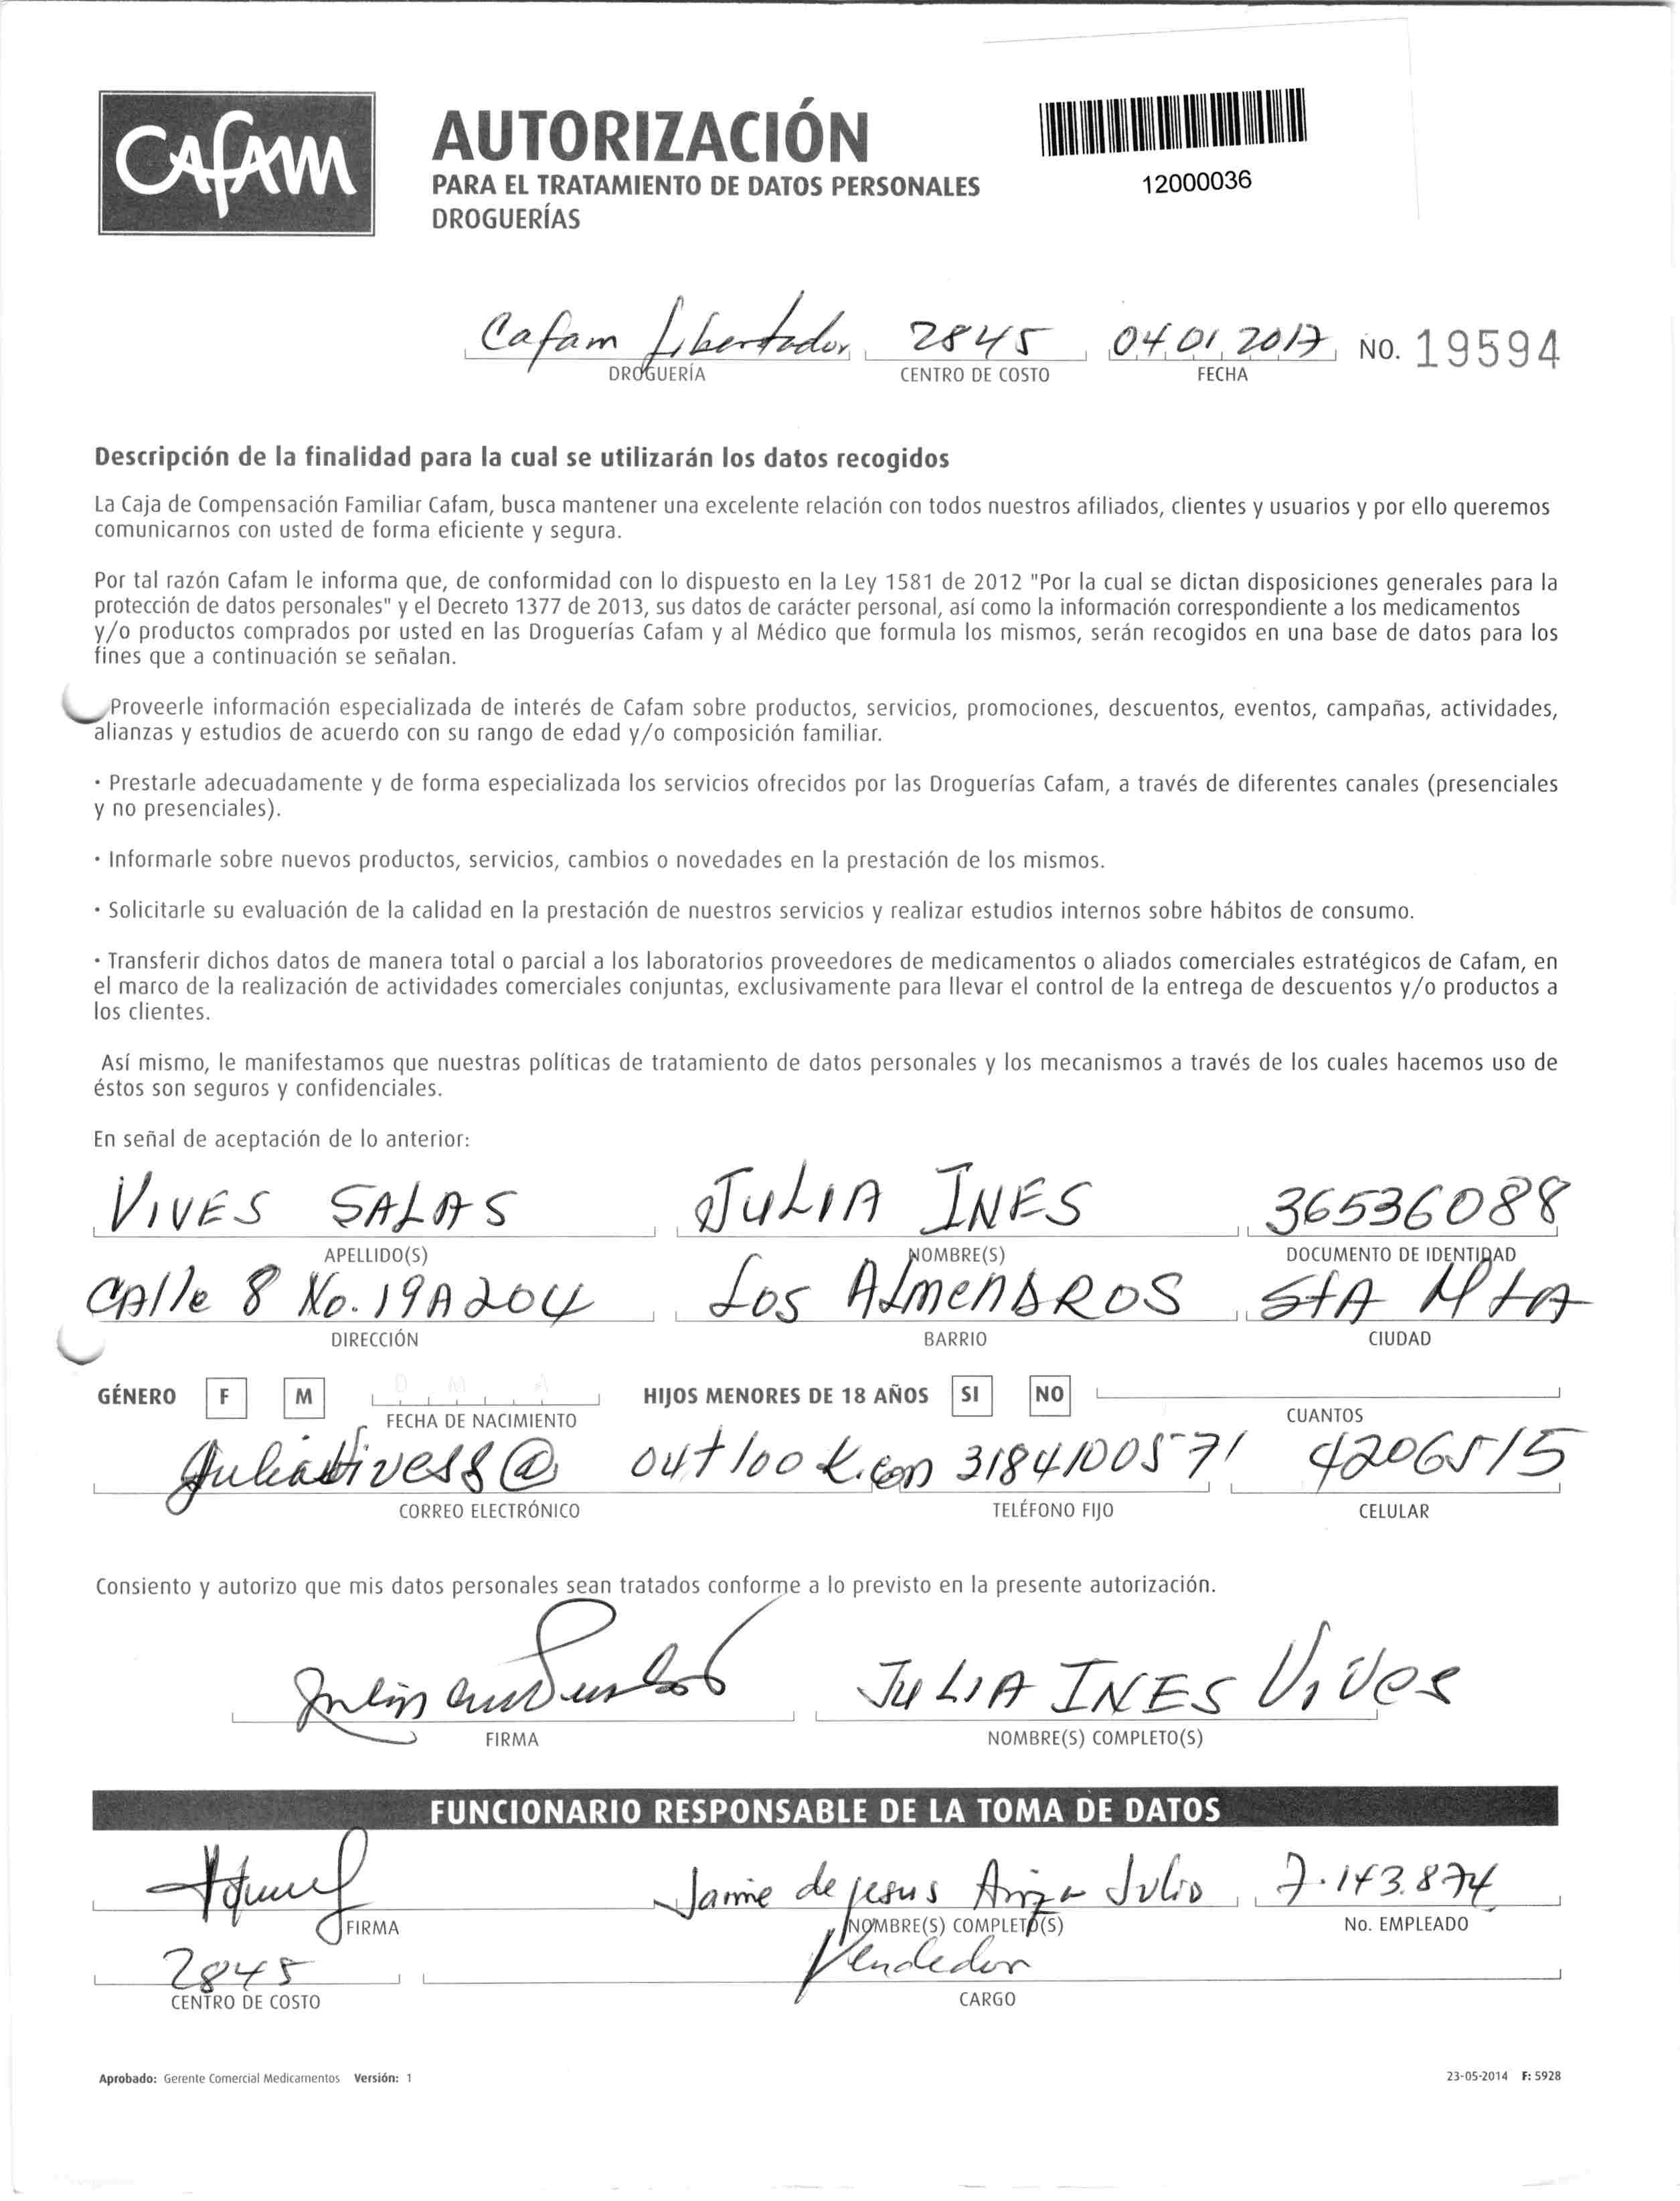 Cafam
AUTORIZACIÓN
PARA EL TRATAMIENTO DE DATOS PERSONALES
DROGUERÍAS
12000036
Cafam Libertador 2845 04 01 2017 NO. 19594
DROGUERÍA CENTRO DE COSTO FECHA
Descripción de la finalidad para la cual se utilizarán los datos recogidos
La Caja de Compensación Familiar Cafam, busca mantener una excelente relación con todos nuestros afiliados, clientes y usuarios y por ello queremos
comunicarnos con usted de forma eficiente y segura.
Por tal razón Cafam le informa que, de conformidad con lo dispuesto en la Ley 1581 de 2012 "Por la cual se dictan disposiciones generales para la
protección de datos personales" y el Decreto 1377 de 2013, sus datos de carácter personal, así como la información correspondiente a los medicamentos
y/o productos comprados por usted en las Droguerías Cafam y al Médico que formula los mismos, serán recogidos en una base de datos para los
fines que a continuación se señalan.
Proveerle información especializada de interés de Cafam sobre productos, servicios, promociones, descuentos, eventos, campañas, actividades,
alianzas y estudios de acuerdo con su rango de edad y/o composición familiar.
· Prestarle adecuadamente y de forma especializada los servicios ofrecidos por las Droguerías Cafam, a través de diferentes canales (presenciales
y no presenciales).
· Informarle sobre nuevos productos, servicios, cambios o novedades en la prestación de los mismos.
· Solicitarle su evaluación de la calidad en la prestación de nuestros servicios y realizar estudios internos sobre hábitos de consumo.
· Transferir dichos datos de manera total o parcial a los laboratorios proveedores de medicamentos o aliados comerciales estratégicos de Cafam, en
el marco de la realización de actividades comerciales conjuntas, exclusivamente para llevar el control de la entrega de descuentos y/o productos a
los clientes.
Así mismo, le manifestamos que nuestras políticas de tratamiento de datos personales y los mecanismos a través de los cuales hacemos uso de
éstos son seguros y confidenciales.
En señal de aceptación de lo anterior:
VIVES SALAS JULIA INES 36536088
APELLIDO(S) NOMBRE(S) DOCUMENTO DE IDENTIDAD
CAlle 8 No. 19A204 Los AlmenDROS StA MtA
DIRECCIÓN BARRIO CIUDAD
GÉNERO F M D M A HIJOS MENORES DE 18 AÑOS SI NO
FECHA DE NACIMIENTO CUANTOS
outlook.com 3184100571 4206515
CORREO ELECTRÓNICO TELÉFONO FIJO CELULAR
Consiento y autorizo que mis datos personales sean tratados conforme a lo previsto en la presente autorización.
JULIA INES Vives
FIRMA NOMBRE(S) COMPLETO(S)
FUNCIONARIO RESPONSABLE DE LA TOMA DE DATOS
Jaime de jesus Ariza Julio 7.143.874
FIRMA NOMBRE(S) COMPLETO(S) No. EMPLEADO
2845 Vendedor
CENTRO DE COSTO CARGO
Aprobado: Gerente Comercial Medicamentos Versión: 1 23-05-2014 F: 5928